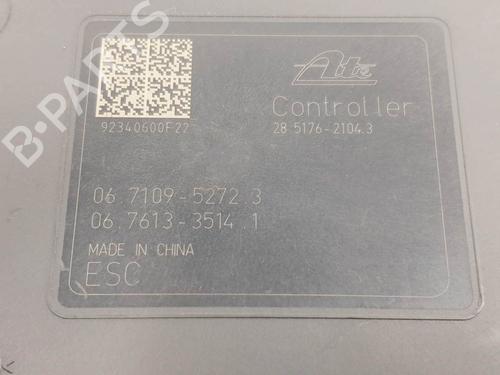 Ate
92340600F22
Controller
28 5176-2104.3
06.7109-5272.3
06.7613-3514.1
MADE IN CHINA
ESC
B-PARTS